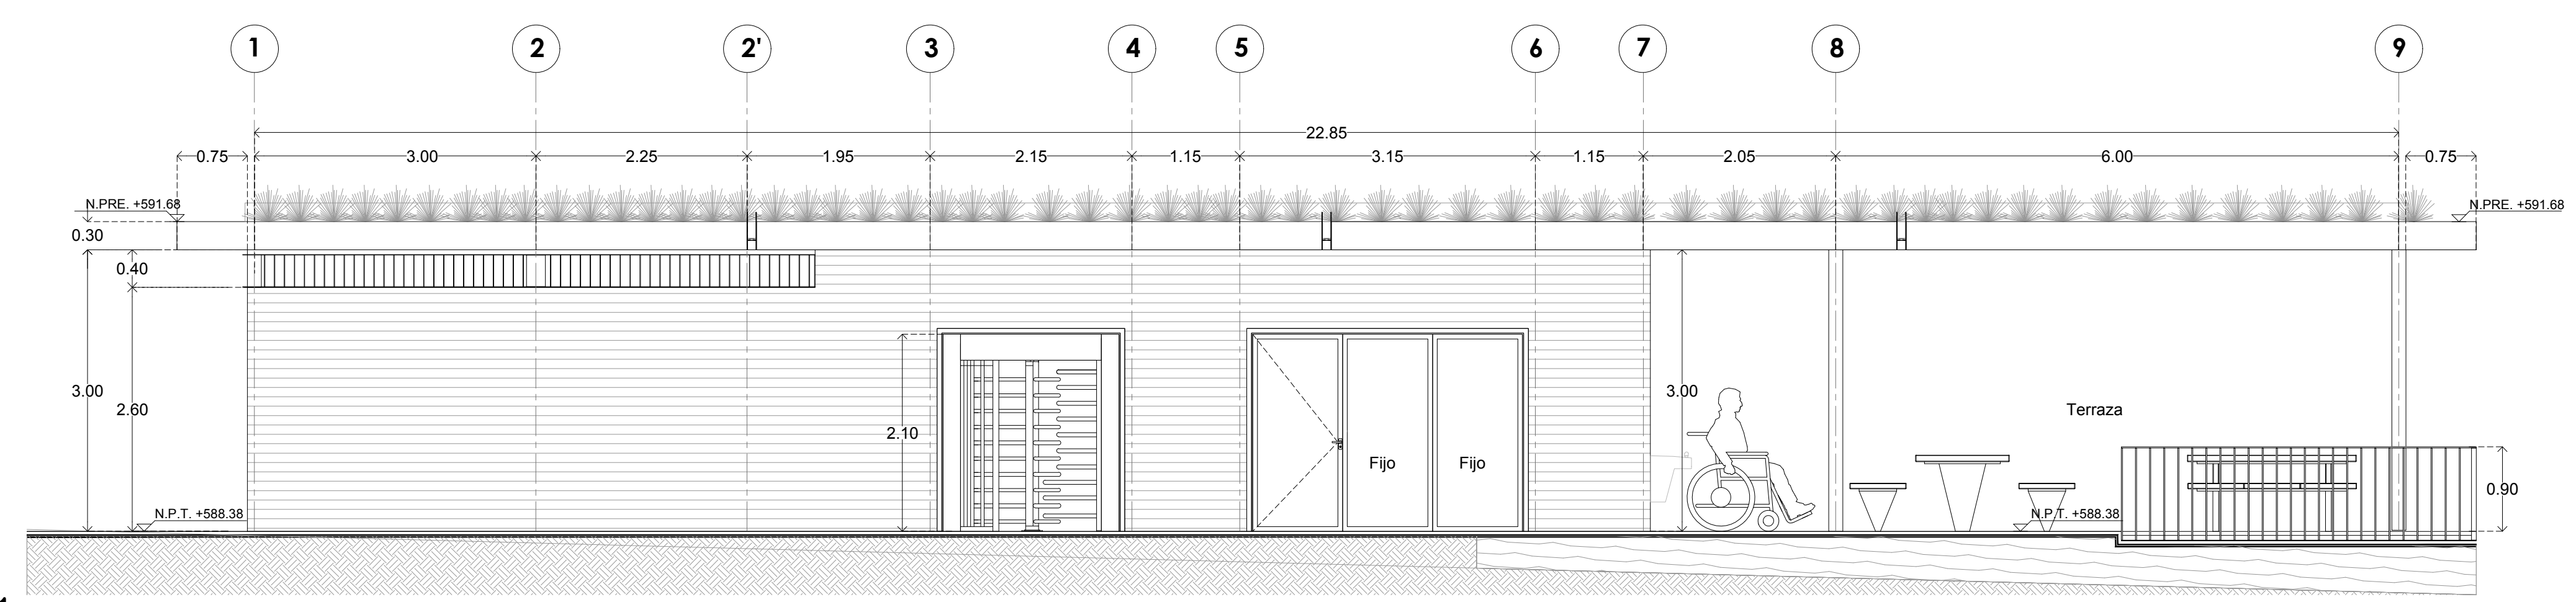 1 2 2' 3 4 5 6 7 8 9
22.85
0.75 3.00 2.25 1.95 2.15 1.15 3.15 1.15 2.05 6.00 0.75
N.PRE. +591.68
N.PRE. +591.68
0.30
0.40
3.00
2.60
2.10
3.00
Terraza
Fijo
Fijo
0.90
N.P.T. +588.38
N.P.T. +588.38